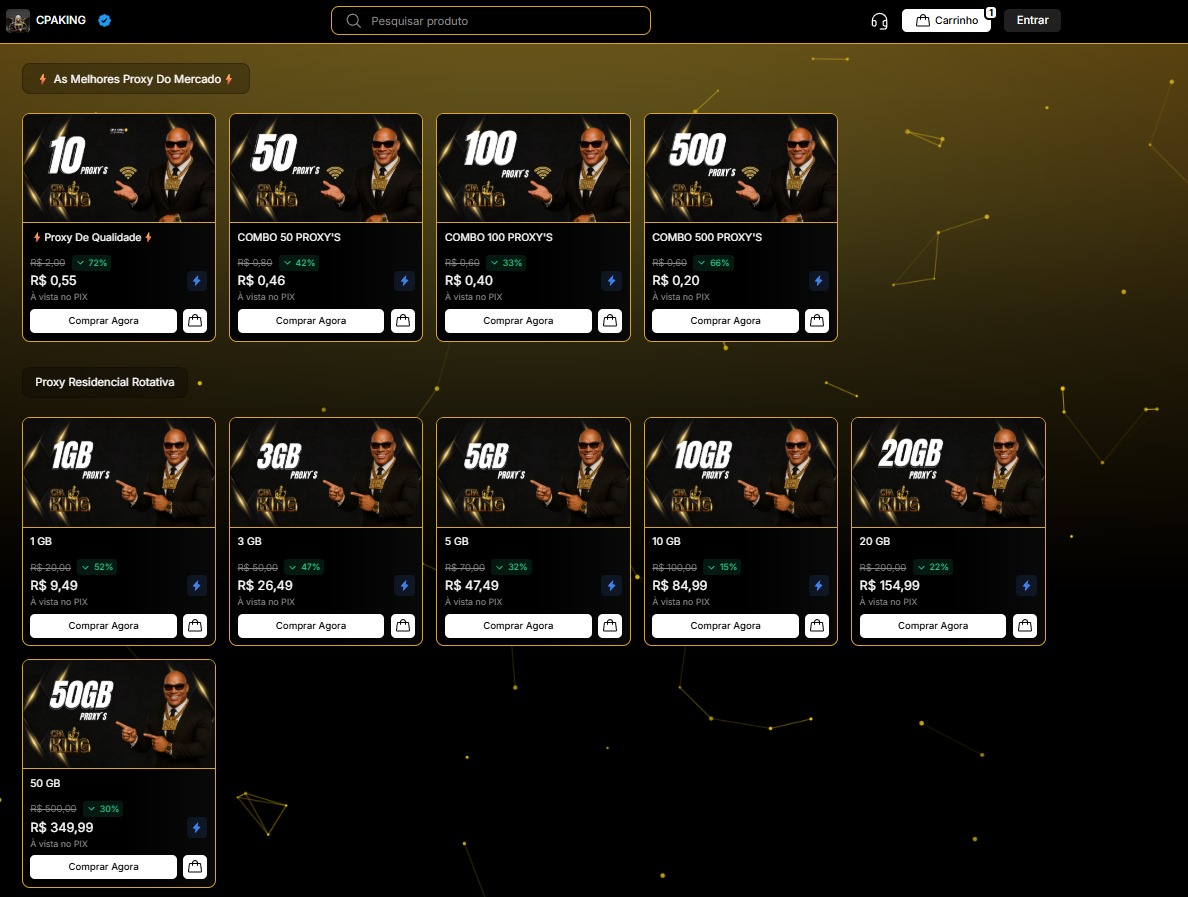 CPAKING
Pesquisar produto
Carrinho
1
Entrar
As Melhores Proxy Do Mercado
10
PROXY'S
CPA
KING
50
PROXY'S
CPA
KING
100
PROXY'S
CPA
KING
500
PROXY'S
CPA
KING
Proxy De Qualidade
R$ 2,00
72%
R$ 0,55
À vista no PIX
Comprar Agora
COMBO 50 PROXY'S
R$ 0,80
42%
R$ 0,46
À vista no PIX
Comprar Agora
COMBO 100 PROXY'S
R$ 0,60
33%
R$ 0,40
À vista no PIX
Comprar Agora
COMBO 500 PROXY'S
R$ 0,60
66%
R$ 0,20
À vista no PIX
Comprar Agora
Proxy Residencial Rotativa
1GB
PROXY'S
CPA
KING
1 GB
R$ 20,00
52%
R$ 9,49
À vista no PIX
Comprar Agora
3GB
PROXY'S
CPA
KING
3 GB
R$ 50,00
47%
R$ 26,49
À vista no PIX
Comprar Agora
5GB
PROXY'S
CPA
KING
5 GB
R$ 70,00
32%
R$ 47,49
À vista no PIX
Comprar Agora
10GB
PROXY'S
CPA
KING
10 GB
R$ 100,00
15%
R$ 84,99
À vista no PIX
Comprar Agora
20GB
PROXY'S
CPA
KING
20 GB
R$ 200,00
22%
R$ 154,99
À vista no PIX
Comprar Agora
50GB
PROXY'S
CPA
KING
50 GB
R$ 500,00
30%
R$ 349,99
À vista no PIX
Comprar Agora